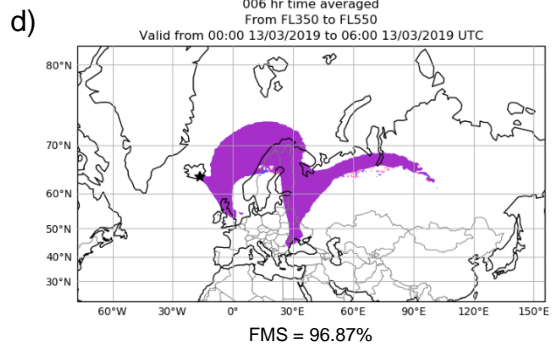 d)
006 hr time averaged
From FL350 to FL550
Valid from 00:00 13/03/2019 to 06:00 13/03/2019 UTC
80°N
70°N
60°N
50°N
40°N
30°N
60°W 30°W 0°E 30°E 60°E 90°E 120°E 150°E
FMS = 96.87%